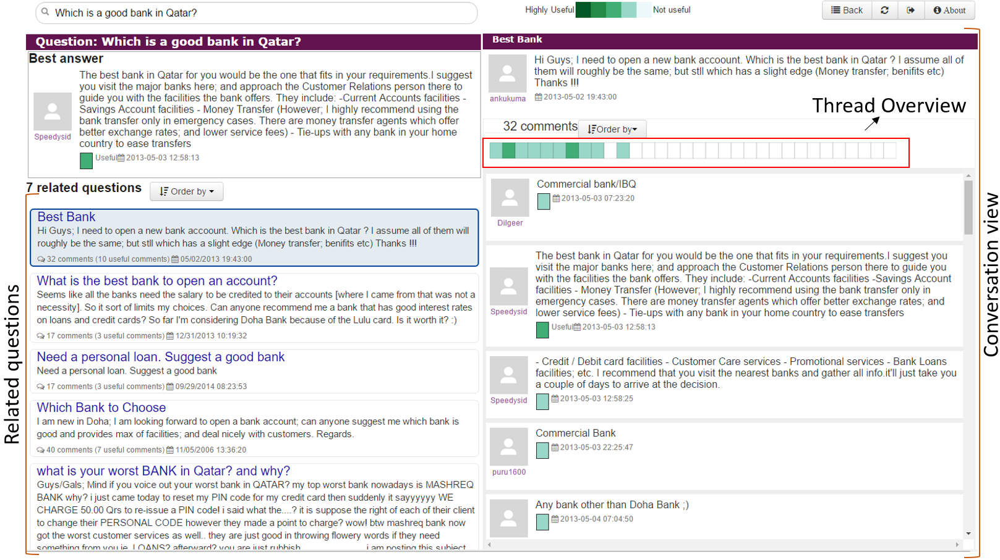 Which is a good bank in Qatar?
Highly Useful
Not useful
Back
About
Question: Which is a good bank in Qatar?
Best answer
The best bank in Qatar for you would be the one that fits in your requirements.I suggest
you visit the major banks here; and approach the Customer Relations person there to
guide you with the facilities the bank offers. They include: -Current Accounts facilities -
Savings Account facilities - Money Transfer (However; I highly recommend using the
bank transfer only in emergency cases. There are money transfer agents which offer
better exchange rates; and lower service fees) - Tie-ups with any bank in your home
country to ease transfers
Speedysid
Useful 2013-05-03 12:58:13
7 related questions
Order by
Related questions
Best Bank
Hi Guys; I need to open a new bank accoount. Which is the best bank in Qatar ? I assume all of them will
roughly be the same; but stll which has a slight edge (Money transfer; benifits etc) Thanks !!!
32 comments (10 useful comments) 05/02/2013 19:43:00
What is the best bank to open an account?
Seems like all the banks need the salary to be credited to their accounts [where I came from that was not a
necessity]. So it sort of limits my choices. Can anyone recommend me a bank that has good interest rates
on loans and credit cards? So far I'm considering Doha Bank because of the Lulu card. Is it worth it? :)
17 comments (3 useful comments) 12/31/2013 10:19:32
Need a personal loan. Suggest a good bank
Need a personal loan. Suggest a good bank
17 comments (3 useful comments) 09/29/2014 08:23:53
Which Bank to Choose
I am new in Doha; I am looking forward to open a bank account; can anyone suggest me which bank is
good and provides max of facilities; and deal nicely with customers. Regards.
40 comments (7 useful comments) 11/05/2006 13:36:20
what is your worst BANK in Qatar? and why?
Guys/Gals; Mind if you voice out your worst bank in QATAR? my top worst bank nowadays is MASHREQ
BANK why? i just came today to reset my PIN code for my credit card then suddenly it sayyyyyy WE
CHARGE 50.00 Qrs to re-issue a PIN code! i said what the....? it is suppose the right of each of their client
to change their PERSONAL CODE however they made a point to charge? wow! btw mashreq bank now
got the worst customer services as well.. they are just good in throwing flowery words if they need
something from you ie. LOANS? afterward? you are just rubbish i am posting this subject
Best Bank
Hi Guys; I need to open a new bank accoount. Which is the best bank in Qatar ? I assume all of
them will roughly be the same; but stll which has a slight edge (Money transfer; benifits etc)
Thanks !!!
ankukuma
2013-05-02 19:43:00
Thread Overview
32 comments
Order by
Commercial bank/IBQ
2013-05-03 07:23:20
Dilgeer
The best bank in Qatar for you would be the one that fits in your requirements.I suggest you
visit the major banks here; and approach the Customer Relations person there to guide you
with the facilities the bank offers. They include: -Current Accounts facilities -Savings Account
facilities - Money Transfer (However; I highly recommend using the bank transfer only in
emergency cases. There are money transfer agents which offer better exchange rates; and
lower service fees) - Tie-ups with any bank in your home country to ease transfers
Speedysid
Useful 2013-05-03 12:58:13
- Credit / Debit card facilities - Customer Care services - Promotional services - Bank Loans
facilities; etc. I recommend that you visit the nearest banks and gather all info.it'll just take you
a couple of days to arrive at the decision.
Speedysid
2013-05-03 12:58:25
Commercial Bank
2013-05-03 22:25:47
puru1600
Any bank other than Doha Bank ;)
2013-05-04 07:04:50
Conversation view